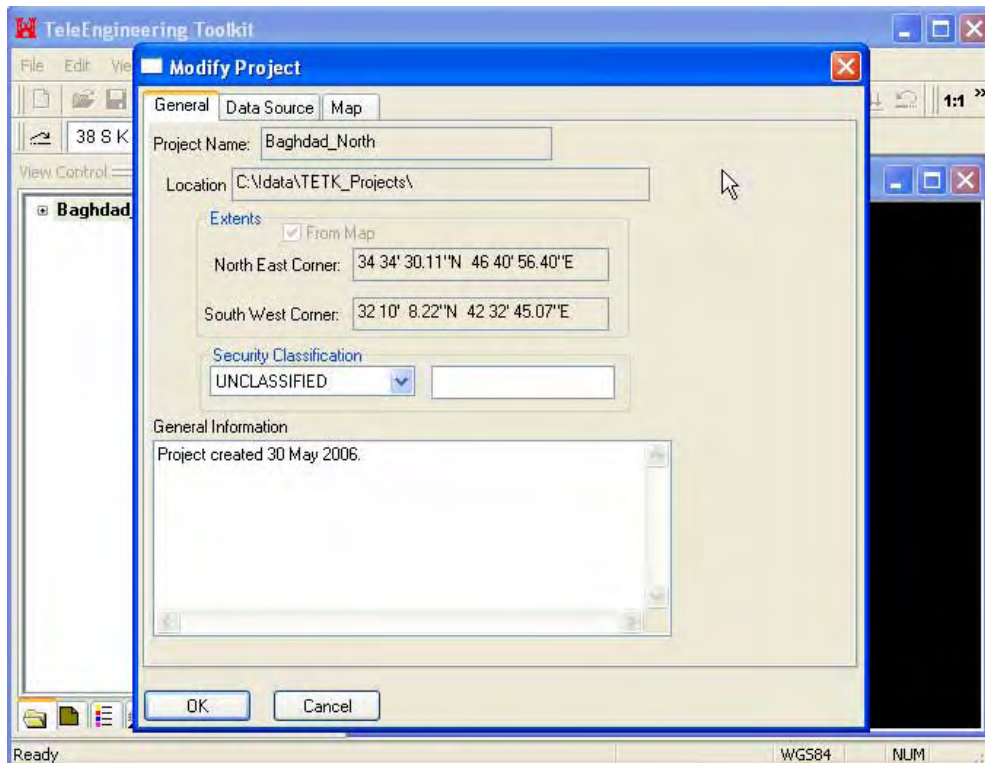 TeleEngineering Toolkit
File Edit Vie
Modify Project
1:1
General Data Source Map
38 S K
Project Name: Baghdad_North
View Control
Location C:\!data\TETK_Projects\
Baghdad_
Extents
From Map
North East Corner: 34 34' 30.11"N 46 40' 56.40"E
South West Corner: 32 10' 8.22"N 42 32' 45.07"E
Security Classification
UNCLASSIFIED
General Information
Project created 30 May 2006.
OK Cancel
Ready WGS84 NUM